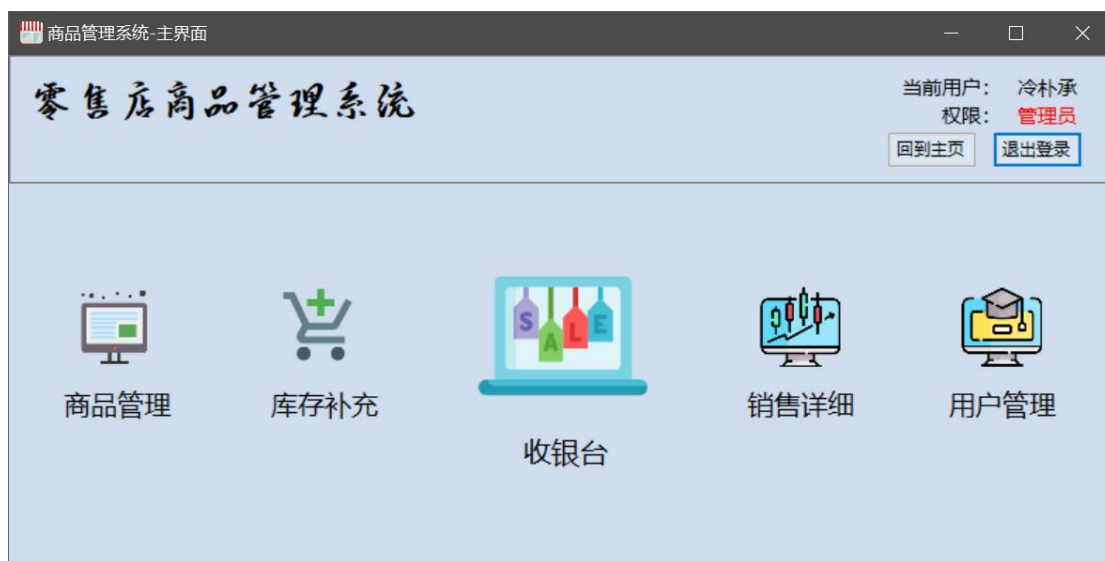 商品管理系统-主界面
零售店商品管理系统
当前用户： 冷朴承
权限： 管理员
回到主页 退出登录
SALE
商品管理 库存补充 收银台 销售详细 用户管理